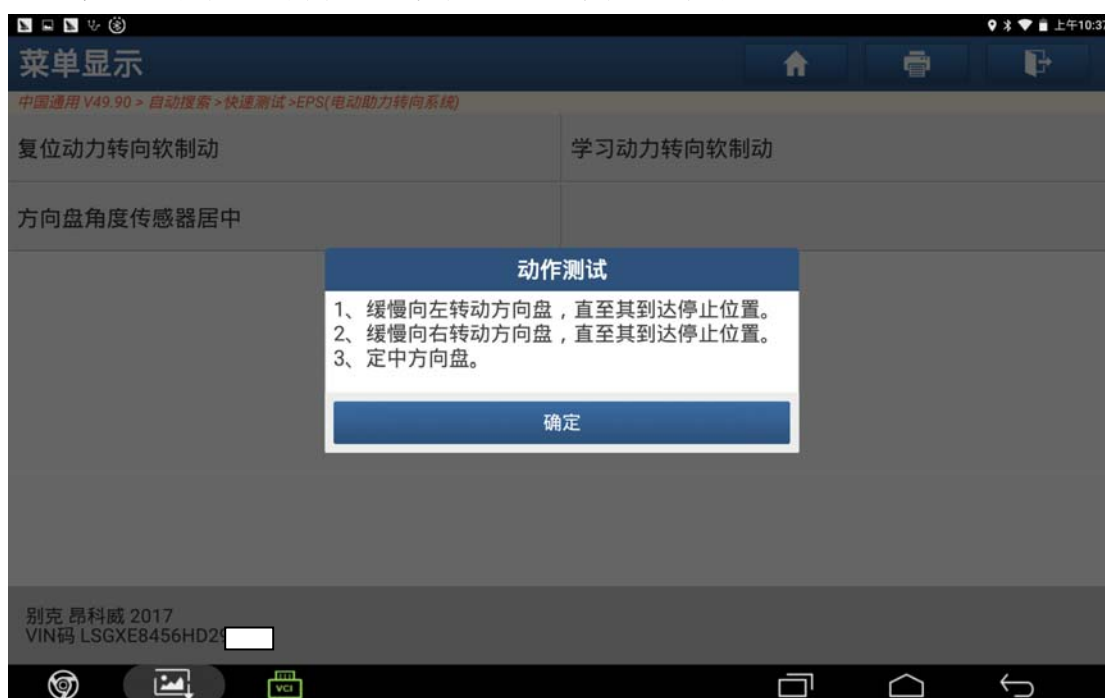 上午10:37
菜单显示
中国通用 V49.90 > 自动搜索 > 快速测试 >EPS(电动助力转向系统)
复位动力转向软制动
学习动力转向软制动
方向盘角度传感器居中
动作测试
1、 缓慢向左转动方向盘，直至其到达停止位置。
2、 缓慢向右转动方向盘，直至其到达停止位置。
3、 定中方向盘。
确定
别克 昂科威 2017
VIN码 LSGXE8456HD29
VCI